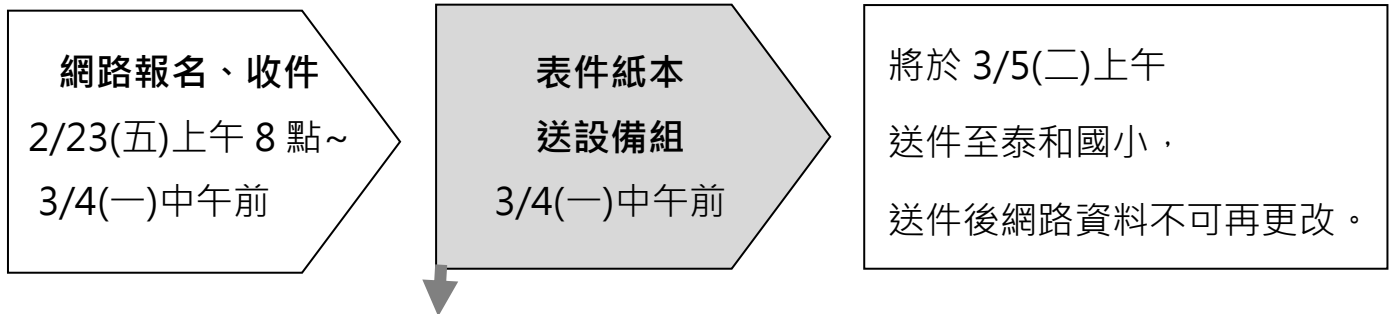 網路報名、收件
2/23(五)上午 8 點~
3/4(一)中午前
表件紙本
送設備組
3/4(一)中午前
將於 3/5(二)上午
送件至泰和國小，
送件後網路資料不可再更改。